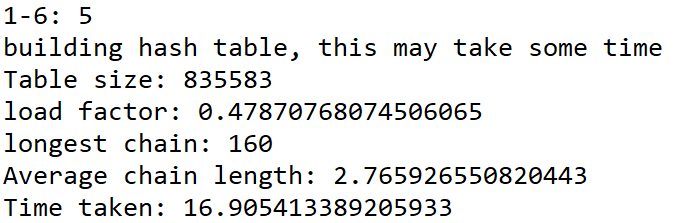 1-6: 5
building hash table, this may take some time
Table size: 835583
load factor: 0.47870768074506065
longest chain: 160
Average chain length: 2.765926550820443
Time taken: 16.905413389205933